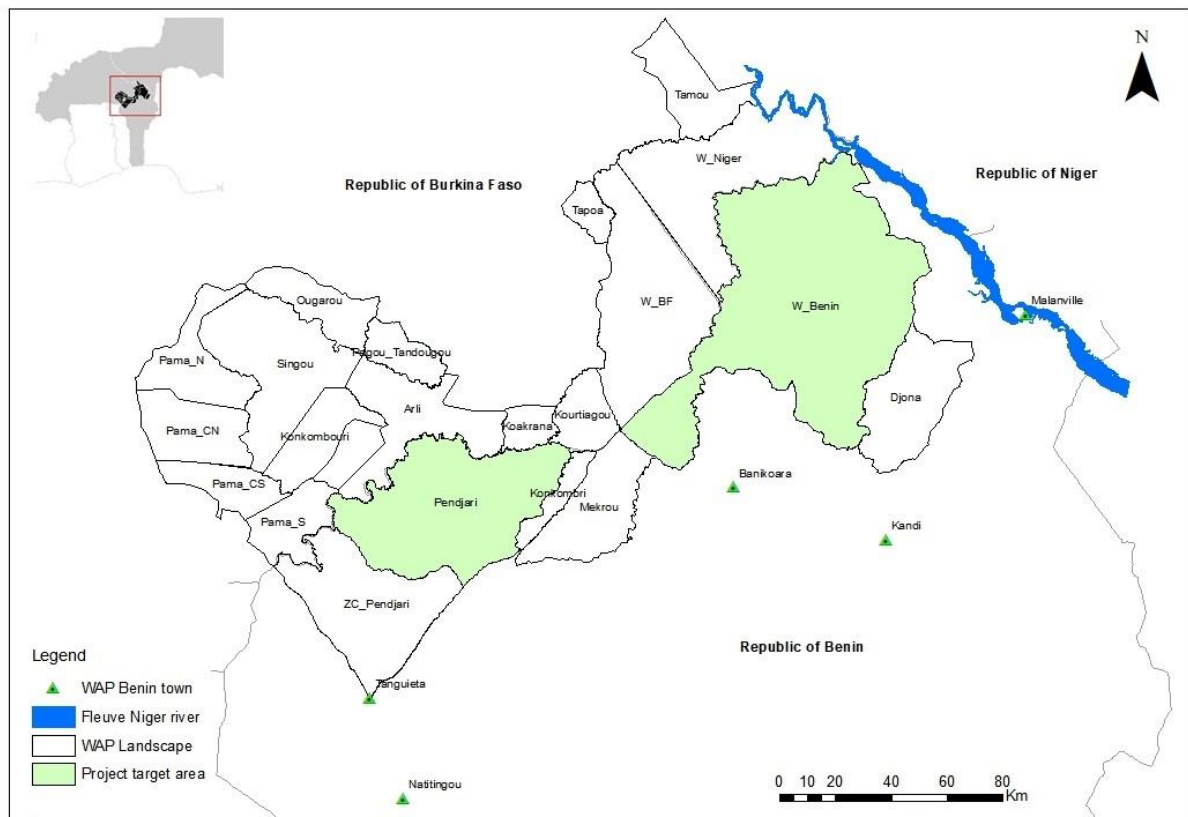 N
Tamou
W_Niger
Republic of Burkina Faso
Republic of Niger
Tapoa
W_BF
W_Benin
Malanville
Ougarou
Pagou_Tandougou
Pama_N
Singou
Arli
Djona
Koakrana
Kourtiagou
Pama_CN
Konkombouri
Pama_CS
Pama_S
Pendjari
Konkombri
Mekrou
Banikoara
Kandi
ZC_Pendjari
Republic of Benin
Tanguieta
Natitingou
Legend
WAP Benin town
Fleuve Niger river
WAP Landscape
Project target area
0 10 20 40 60 80
Km